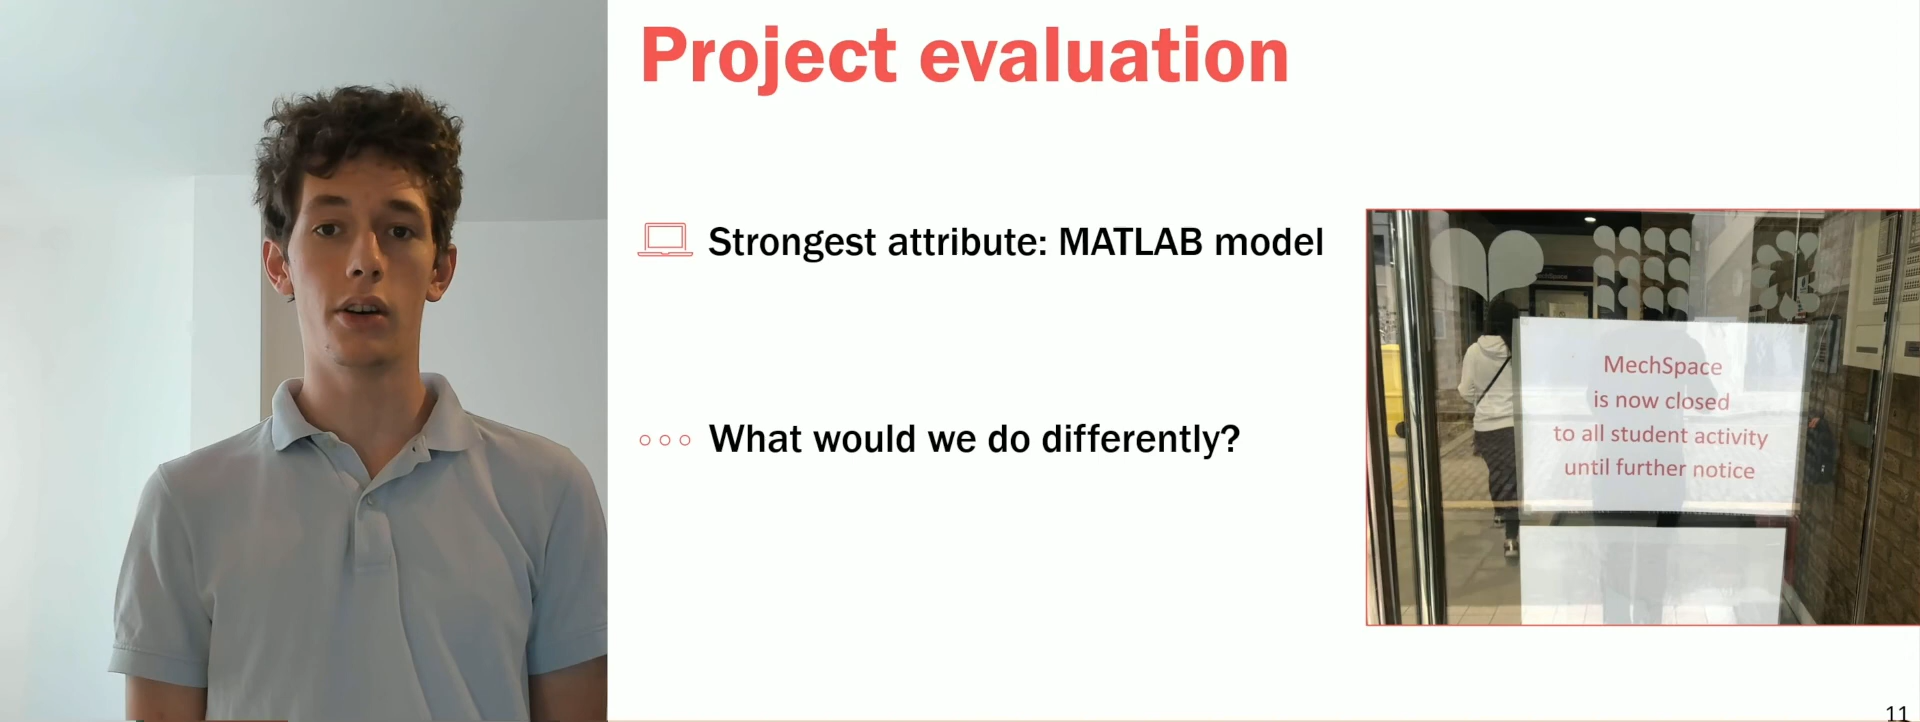 Project evaluation
Strongest attribute: MATLAB model
What would we do differently?
MechSpace
is now closed
to all student activity
until further notice
11